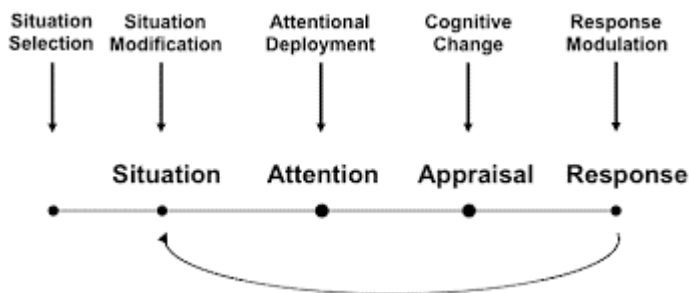 Situation
Selection
Situation
Modification
Attentional
Deployment
Cognitive
Change
Response
Modulation
Situation
Attention
Appraisal
Response